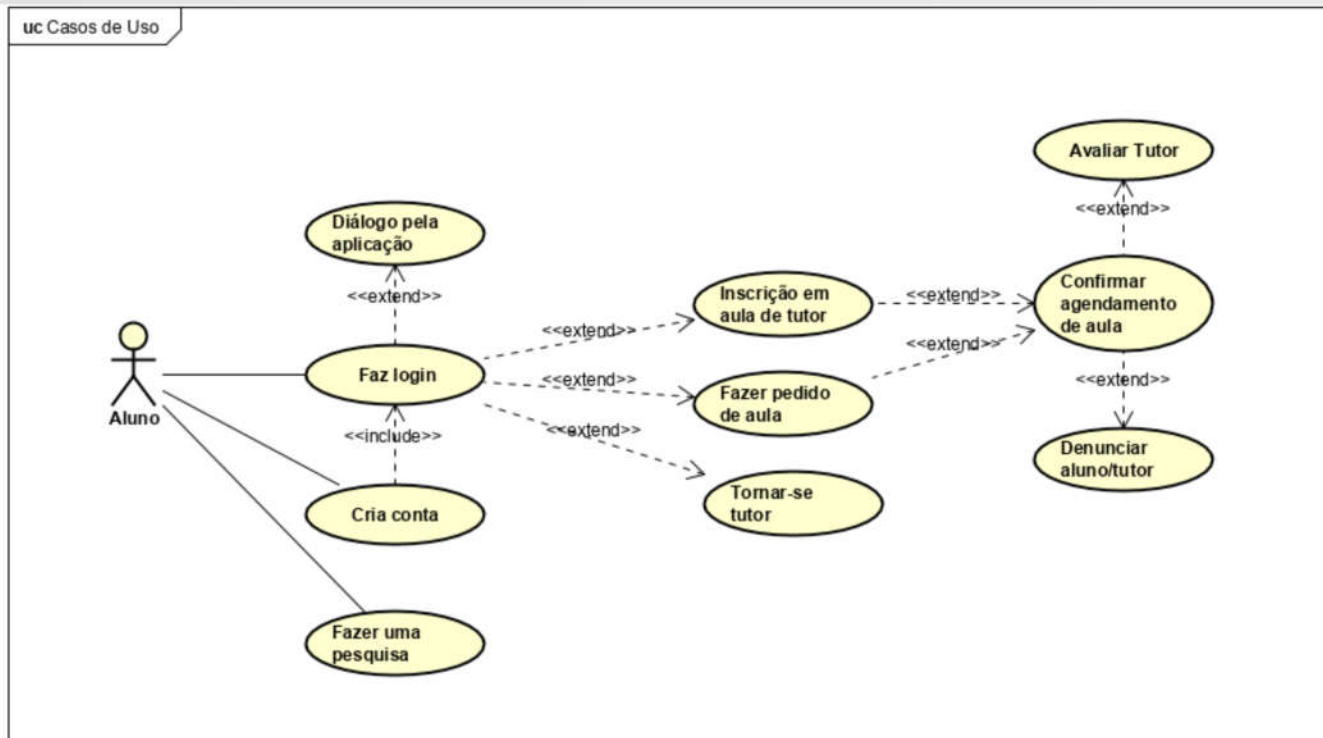 uc Casos de Uso
Avaliar Tutor
<<extend>>
Diálogo pela
aplicação
<<extend>>
Confirmar
agendamento
de aula
Inscrição em
aula de tutor
<<extend>>
<<extend>>
<<extend>>
Faz login
<<extend>>
Fazer pedido
de aula
<<extend>>
<<extend>>
Aluno
<<include>>
Denunciar
aluno/tutor
Tornar-se
tutor
Cria conta
Fazer uma
pesquisa